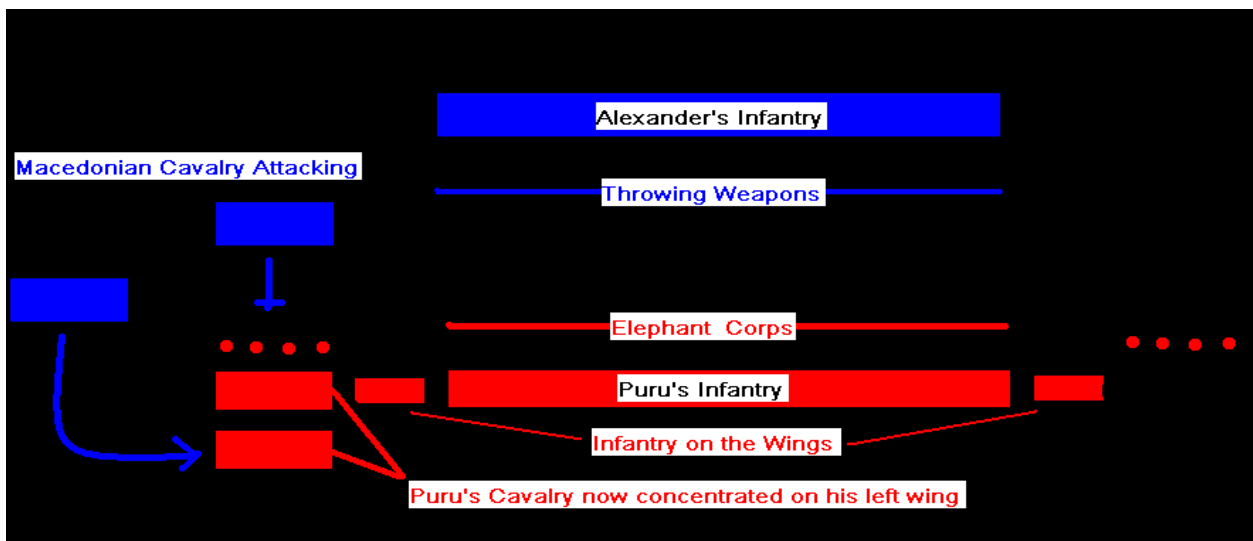 Alexander's Infantry
Macedonian Cavalry Attacking
Throwing Weapons
Elephant Corps
Puru's Infantry
Infantry on the Wings
Puru's Cavalry now concentrated on his left wing